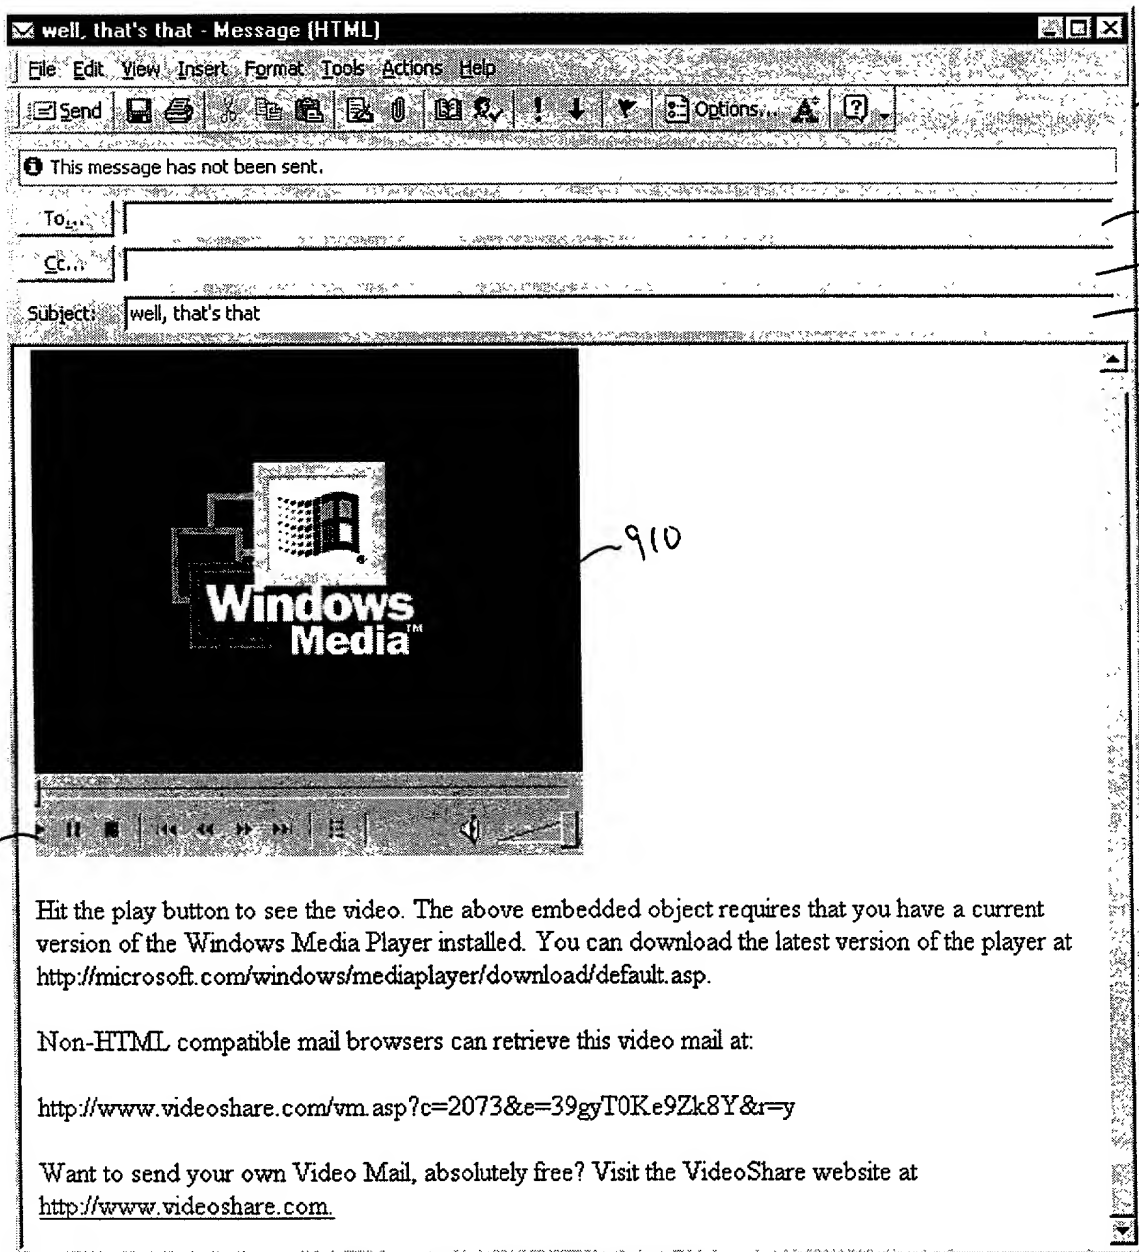 well, that's that - Message (HTML)
File Edit View Insert Format Tools Actions Help
Send Options...
This message has not been sent.
To...
Cc...
Subject: well, that's that
Windows
Media™
910
Hit the play button to see the video. The above embedded object requires that you have a current
version of the Windows Media Player installed. You can download the latest version of the player at
http://microsoft.com/windows/mediaplayer/download/default.asp.
Non-HTML compatible mail browsers can retrieve this video mail at:
http://www.videoshare.com/vm.asp?c=2073&e=39gyT0Ke9Zk8Y&r=y
Want to send your own Video Mail, absolutely free? Visit the VideoShare website at
http://www.videoshare.com.